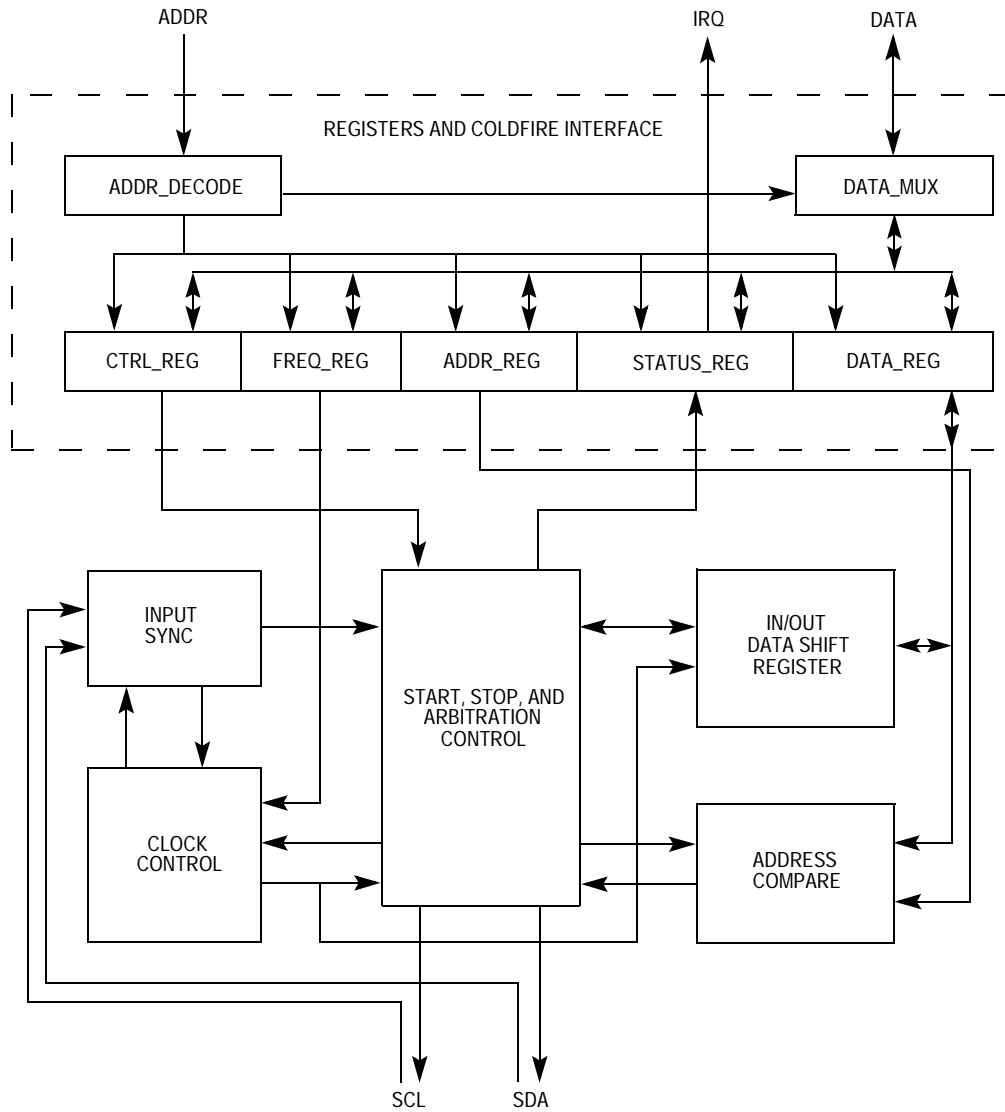 ADDR
IRQ
DATA
REGISTERS AND COLDFIRE INTERFACE
ADDR_DECODE
DATA_MUX
CTRL_REG
FREQ_REG
ADDR_REG
STATUS_REG
DATA_REG
INPUT
SYNC
START, STOP, AND
ARBITRATION
CONTROL
IN/OUT
DATA SHIFT
REGISTER
CLOCK
CONTROL
ADDRESS
COMPARE
SCL
SDA